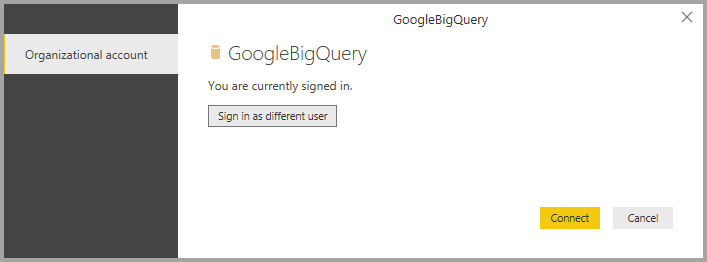 GoogleBigQuery
Organizational account
GoogleBigQuery
You are currently signed in.
Sign in as different user
Connect
Cancel